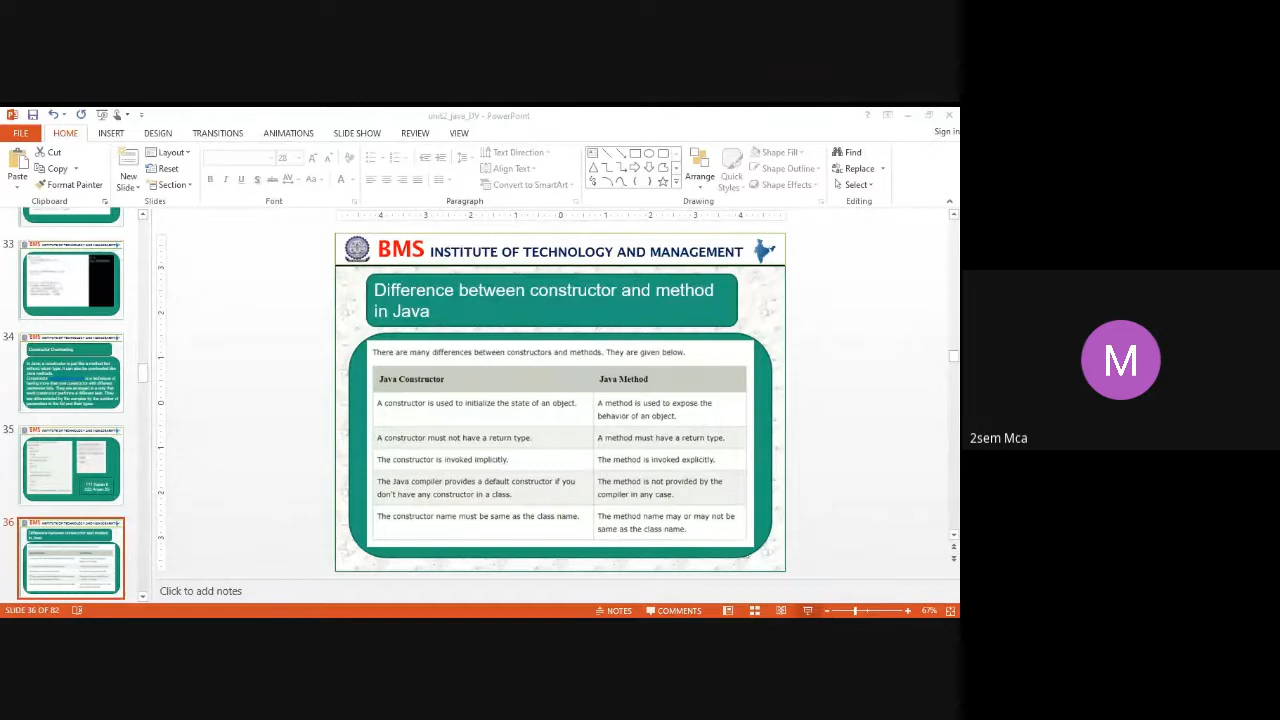 unit2_java_DV - PowerPoint
Sign in
FILE HOME INSERT DESIGN TRANSITIONS ANIMATIONS SLIDE SHOW REVIEW VIEW
Paste
Cut
Copy
Format Painter
Clipboard
New
Slide
Layout
Reset
Section
Slides
28
Font
Text Direction
Align Text
Convert to SmartArt
Paragraph
Arrange
Quick
Styles
Shape Fill
Shape Outline
Shape Effects
Drawing
Find
Replace
Select
Editing
33
34
Constructor Overloading
35
36
BMS INSTITUTE OF TECHNOLOGY AND MANAGEMENT
Difference between constructor and method
in Java
There are many differences between constructors and methods. They are given below.
Java Constructor Java Method
A constructor is used to initialize the state of an object.
A method is used to expose the
behavior of an object.
A constructor must not have a return type.
A method must have a return type.
The constructor is invoked implicitly.
The method is invoked explicitly.
The Java compiler provides a default constructor if you
don't have any constructor in a class.
The method is not provided by the
compiler in any case.
The constructor name must be same as the class name.
The method name may or may not be
same as the class name.
Click to add notes
SLIDE 36 OF 82
NOTES
COMMENTS
67%
M
2sem Mca